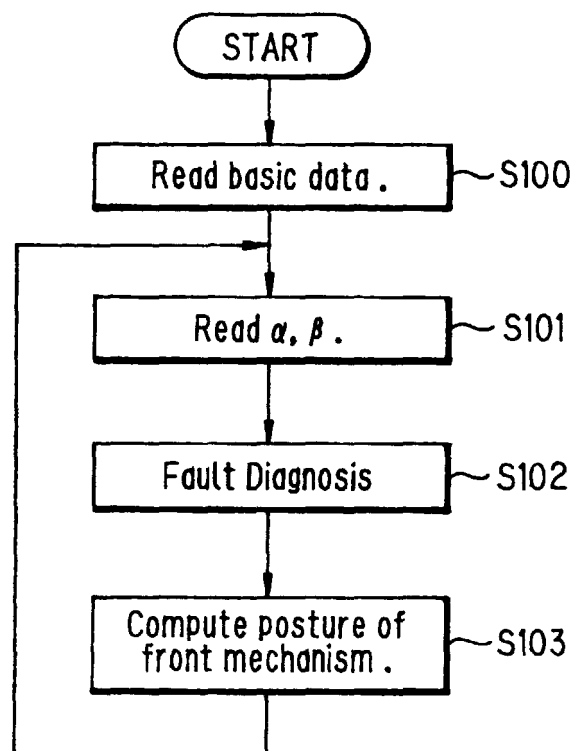 START
Read basic data.
S100
Read α, β.
S101
Fault Diagnosis
S102
Compute posture of
front mechanism.
S103